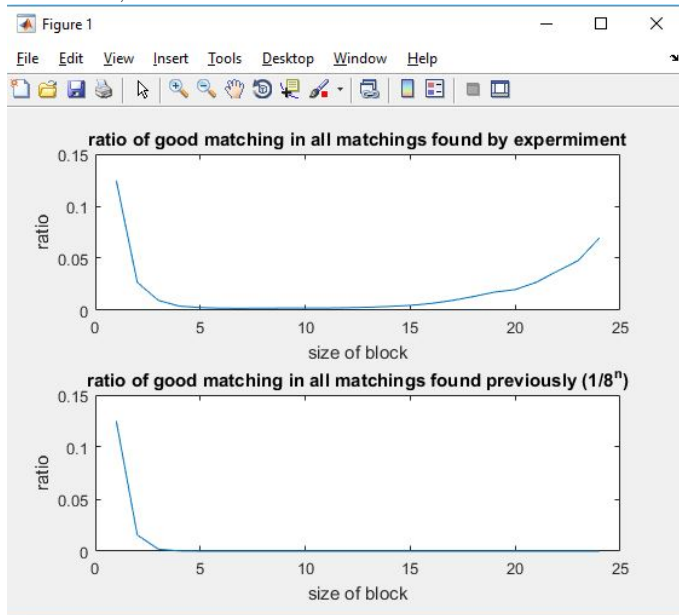 Figure 1
File Edit View Insert Tools Desktop Window Help
ratio of good matching in all matchings found by expermiment
0.15
0.1
0.05
0
ratio
0 5 10 15 20 25
size of block
ratio of good matching in all matchings found previously (1/8^n)
0.15
0.1
0.05
0
ratio
0 5 10 15 20 25
size of block